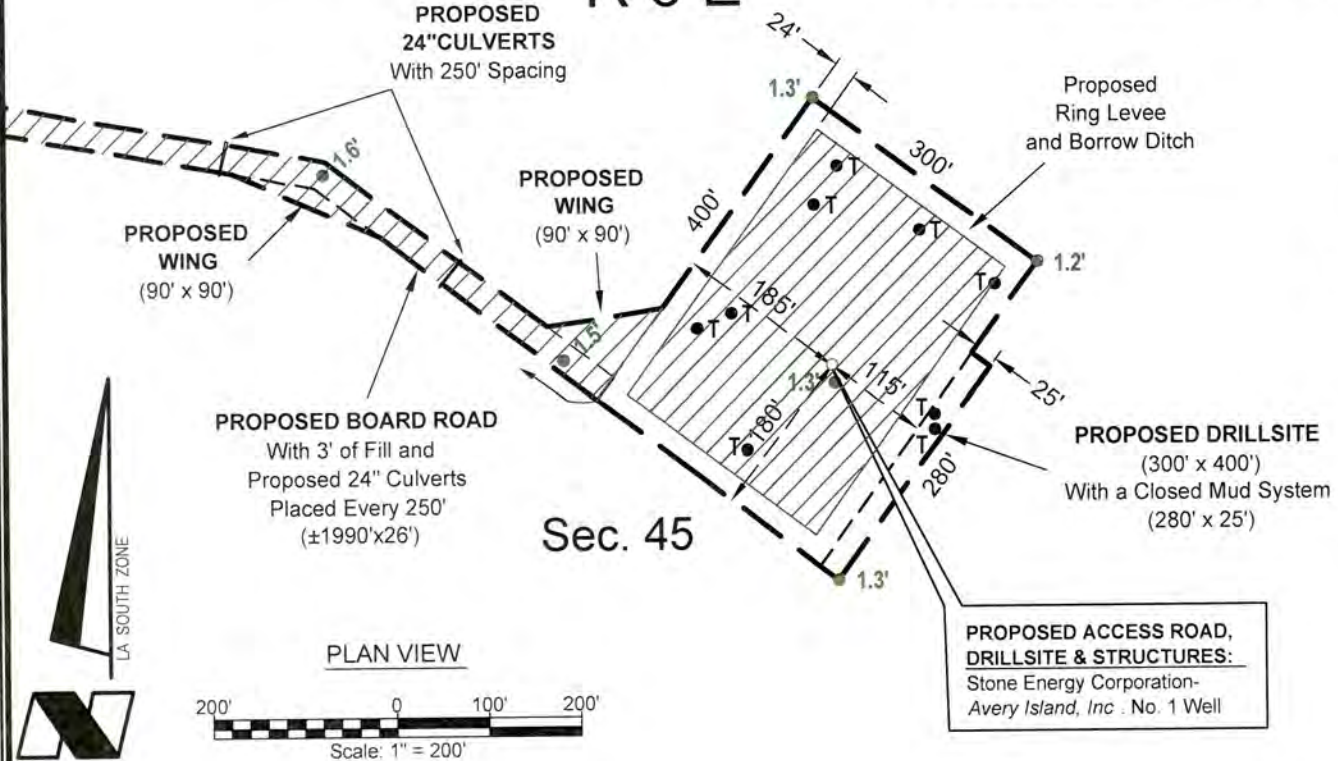 PROPOSED
24"CULVERTS
With 250' Spacing
24'
1.3'
300'
Proposed
Ring Levee
and Borrow Ditch
1.6'
PROPOSED
WING
(90' x 90')
PROPOSED
WING
(90' x 90')
400'
T
T
T
T
T
T
1.2'
185'
1.5'
1.3'
115'
25'
180'
T
T
T
280'
PROPOSED BOARD ROAD
With 3' of Fill and
Proposed 24" Culverts
Placed Every 250'
(±1990'x26')
PROPOSED DRILLSITE
(300' x 400')
With a Closed Mud System
(280' x 25')
Sec. 45
1.3'
LA SOUTH ZONE
PLAN VIEW
200' 0 100' 200'
Scale: 1" = 200'
PROPOSED ACCESS ROAD,
DRILLSITE & STRUCTURES:
Stone Energy Corporation-
Avery Island, Inc . No. 1 Well